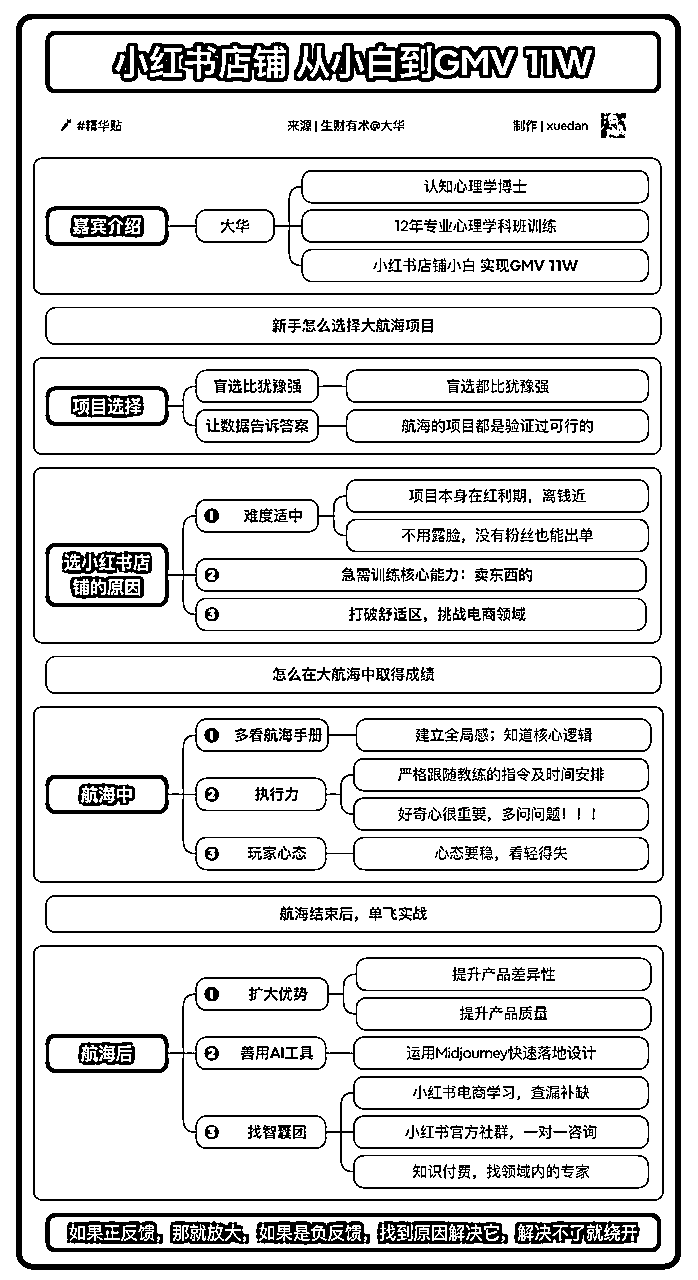 小红书店铺 从小白到GMV 11W
#精华贴
来源 | 生财有术@大华
制作 | xuedan
嘉宾介绍
大华
认知心理学博士
12年专业心理学科班训练
小红书店铺小白 实现GMV 11W
新手怎么选择大航海项目
项目选择
盲选比犹豫强
盲选都比犹豫强
让数据告诉答案
航海的项目都是验证过可行的
选小红书店
铺的原因
1 难度适中
项目本身在红利期，离钱近
不用露脸，没有粉丝也能出单
2 急需训练核心能力：卖东西的
3 打破舒适区，挑战电商领域
怎么在大航海中取得成绩
航海中
1 多看航海手册
建立全局感；知道核心逻辑
2 执行力
严格跟随教练的指令及时间安排
好奇心很重要，多问问题！！！
3 玩家心态
心态要稳，看轻得失
航海结束后，单飞实战
航海后
1 扩大优势
提升产品差异性
提升产品质量
2 善用AI工具
运用Midjourney快速落地设计
3 找智囊团
小红书电商学习，查漏补缺
小红书官方社群，一对一咨询
知识付费，找领域内的专家
如果正反馈，那就放大，如果是负反馈，找到原因解决它，解决不了就绕开